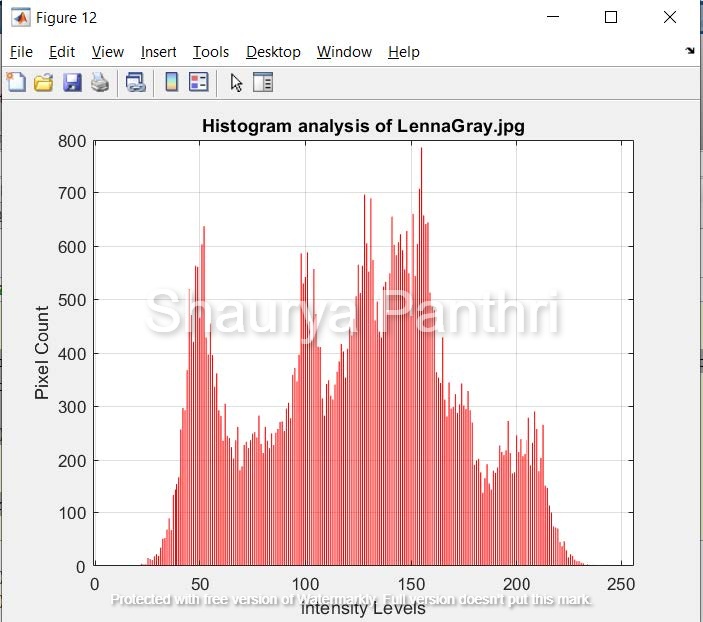 Figure 12
File Edit View Insert Tools Desktop Window Help
Histogram analysis of LennaGray.jpg
800
700
600
500
400
300
200
100
0
Pixel Count
Shaurya Panthri
0 50 100 150 200 250
Protected with free version of Watermarkly. Full version doesn't put this mark.
Intensity Levels